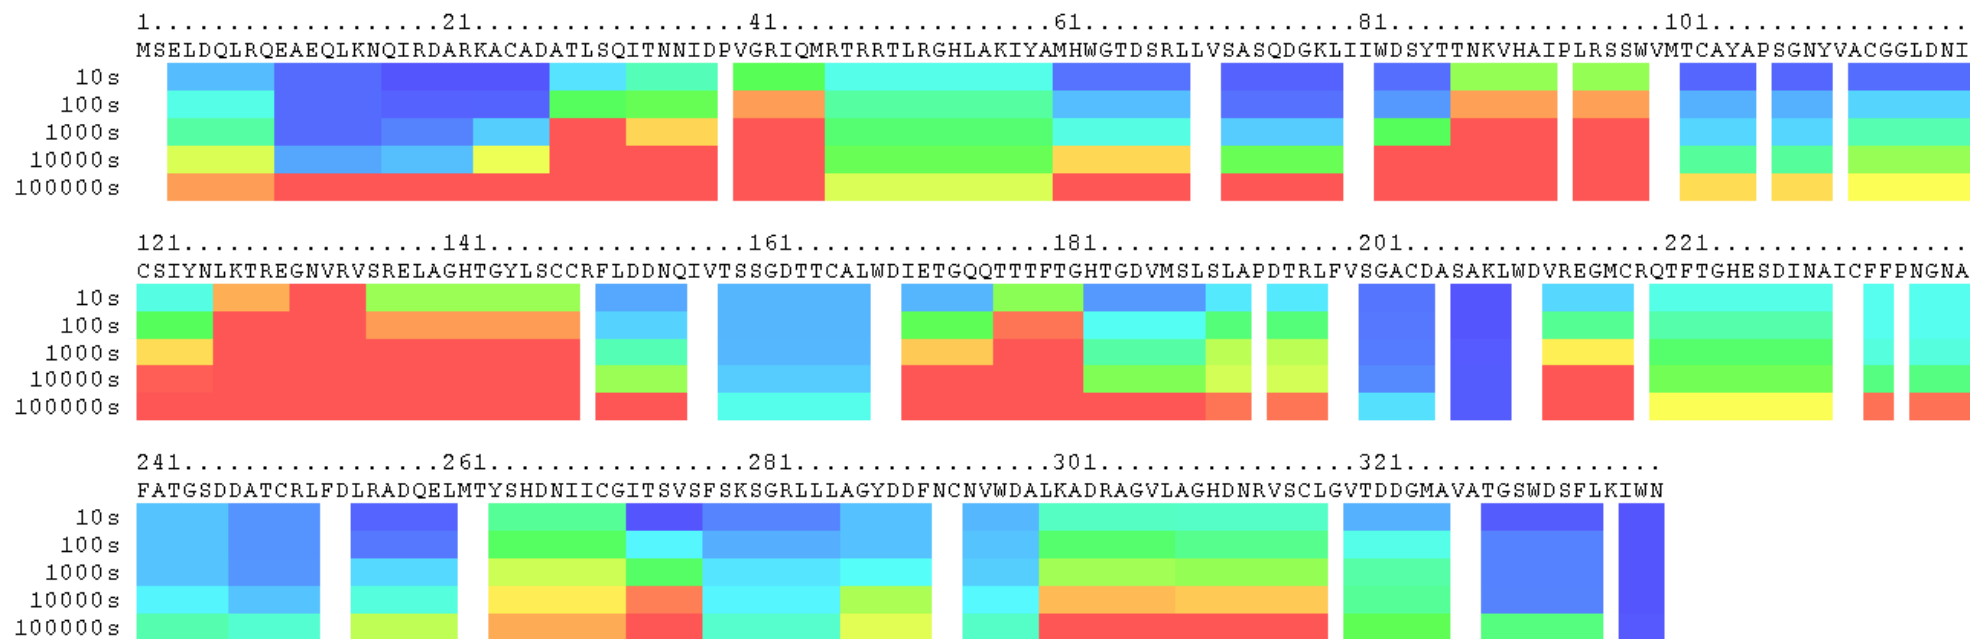 1...................21..................41..................61..................81..................101.................
MSELDQLRQEAEQLKNQIRDARKACADATLSQITNNIDPVGRIQMRTRRTLRGHLAKIYAMHWGTDSRLLVSASQDGKLIIWDSYTTNKVHAIPLRSSWVMTCAYAPSGNYVACGGLDNI
10s
100s
1000s
10000s
100000s
121.................141.................161.................181.................201.................221.................
CSIYNLKTREGNVRVSRELAGHTGYLSCCRFLDDNQIVTSSGDTTCALWDIETGQQTTTFTGHTGDVMSLSLAPDTRLFVSGACDASAKLWDVREGMCRQTFTGHESDINAICFFPNGNA
10s
100s
1000s
10000s
100000s
241.................261.................281.................301.................321.................
FATGSDDATCRLFDLRADQELMTYSHDNIICGITSVSFSKSGRLLLAGYDDFNCNVWDALKADRAGVLAGHDNRVSCLGVTDDGMAVATGSWDSFLKIWN
10s
100s
1000s
10000s
100000s